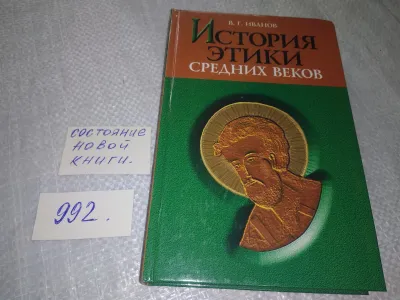 В. Г. ИВАНОВ
ИСТОРИЯ
ЭТИКИ
СРЕДНИХ ВЕКОВ
состояние
новой
книги.
992.